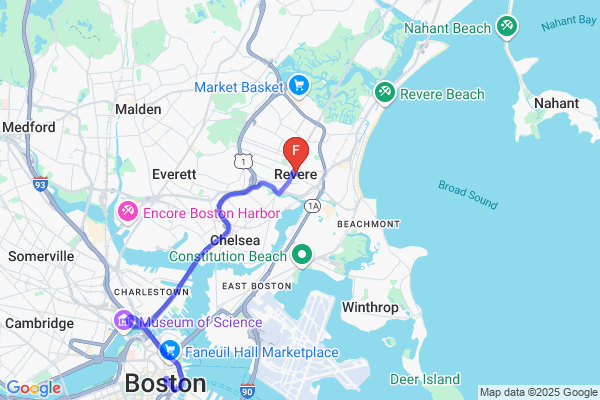 Nahant Beach
Nahant Bay
Market Basket
Revere Beach
Malden
Nahant
Medford
F
1
Everett
Revere
93
Broad Sound
1A
Encore Boston Harbor
BEACHMONT
Chelsea
Somerville
Constitution Beach
CHARLESTOWN
EAST BOSTON
Winthrop
Cambridge
Museum of Science
Faneuil Hall Marketplace
Deer Island
Boston
90
Google
Map data ©2025 Google